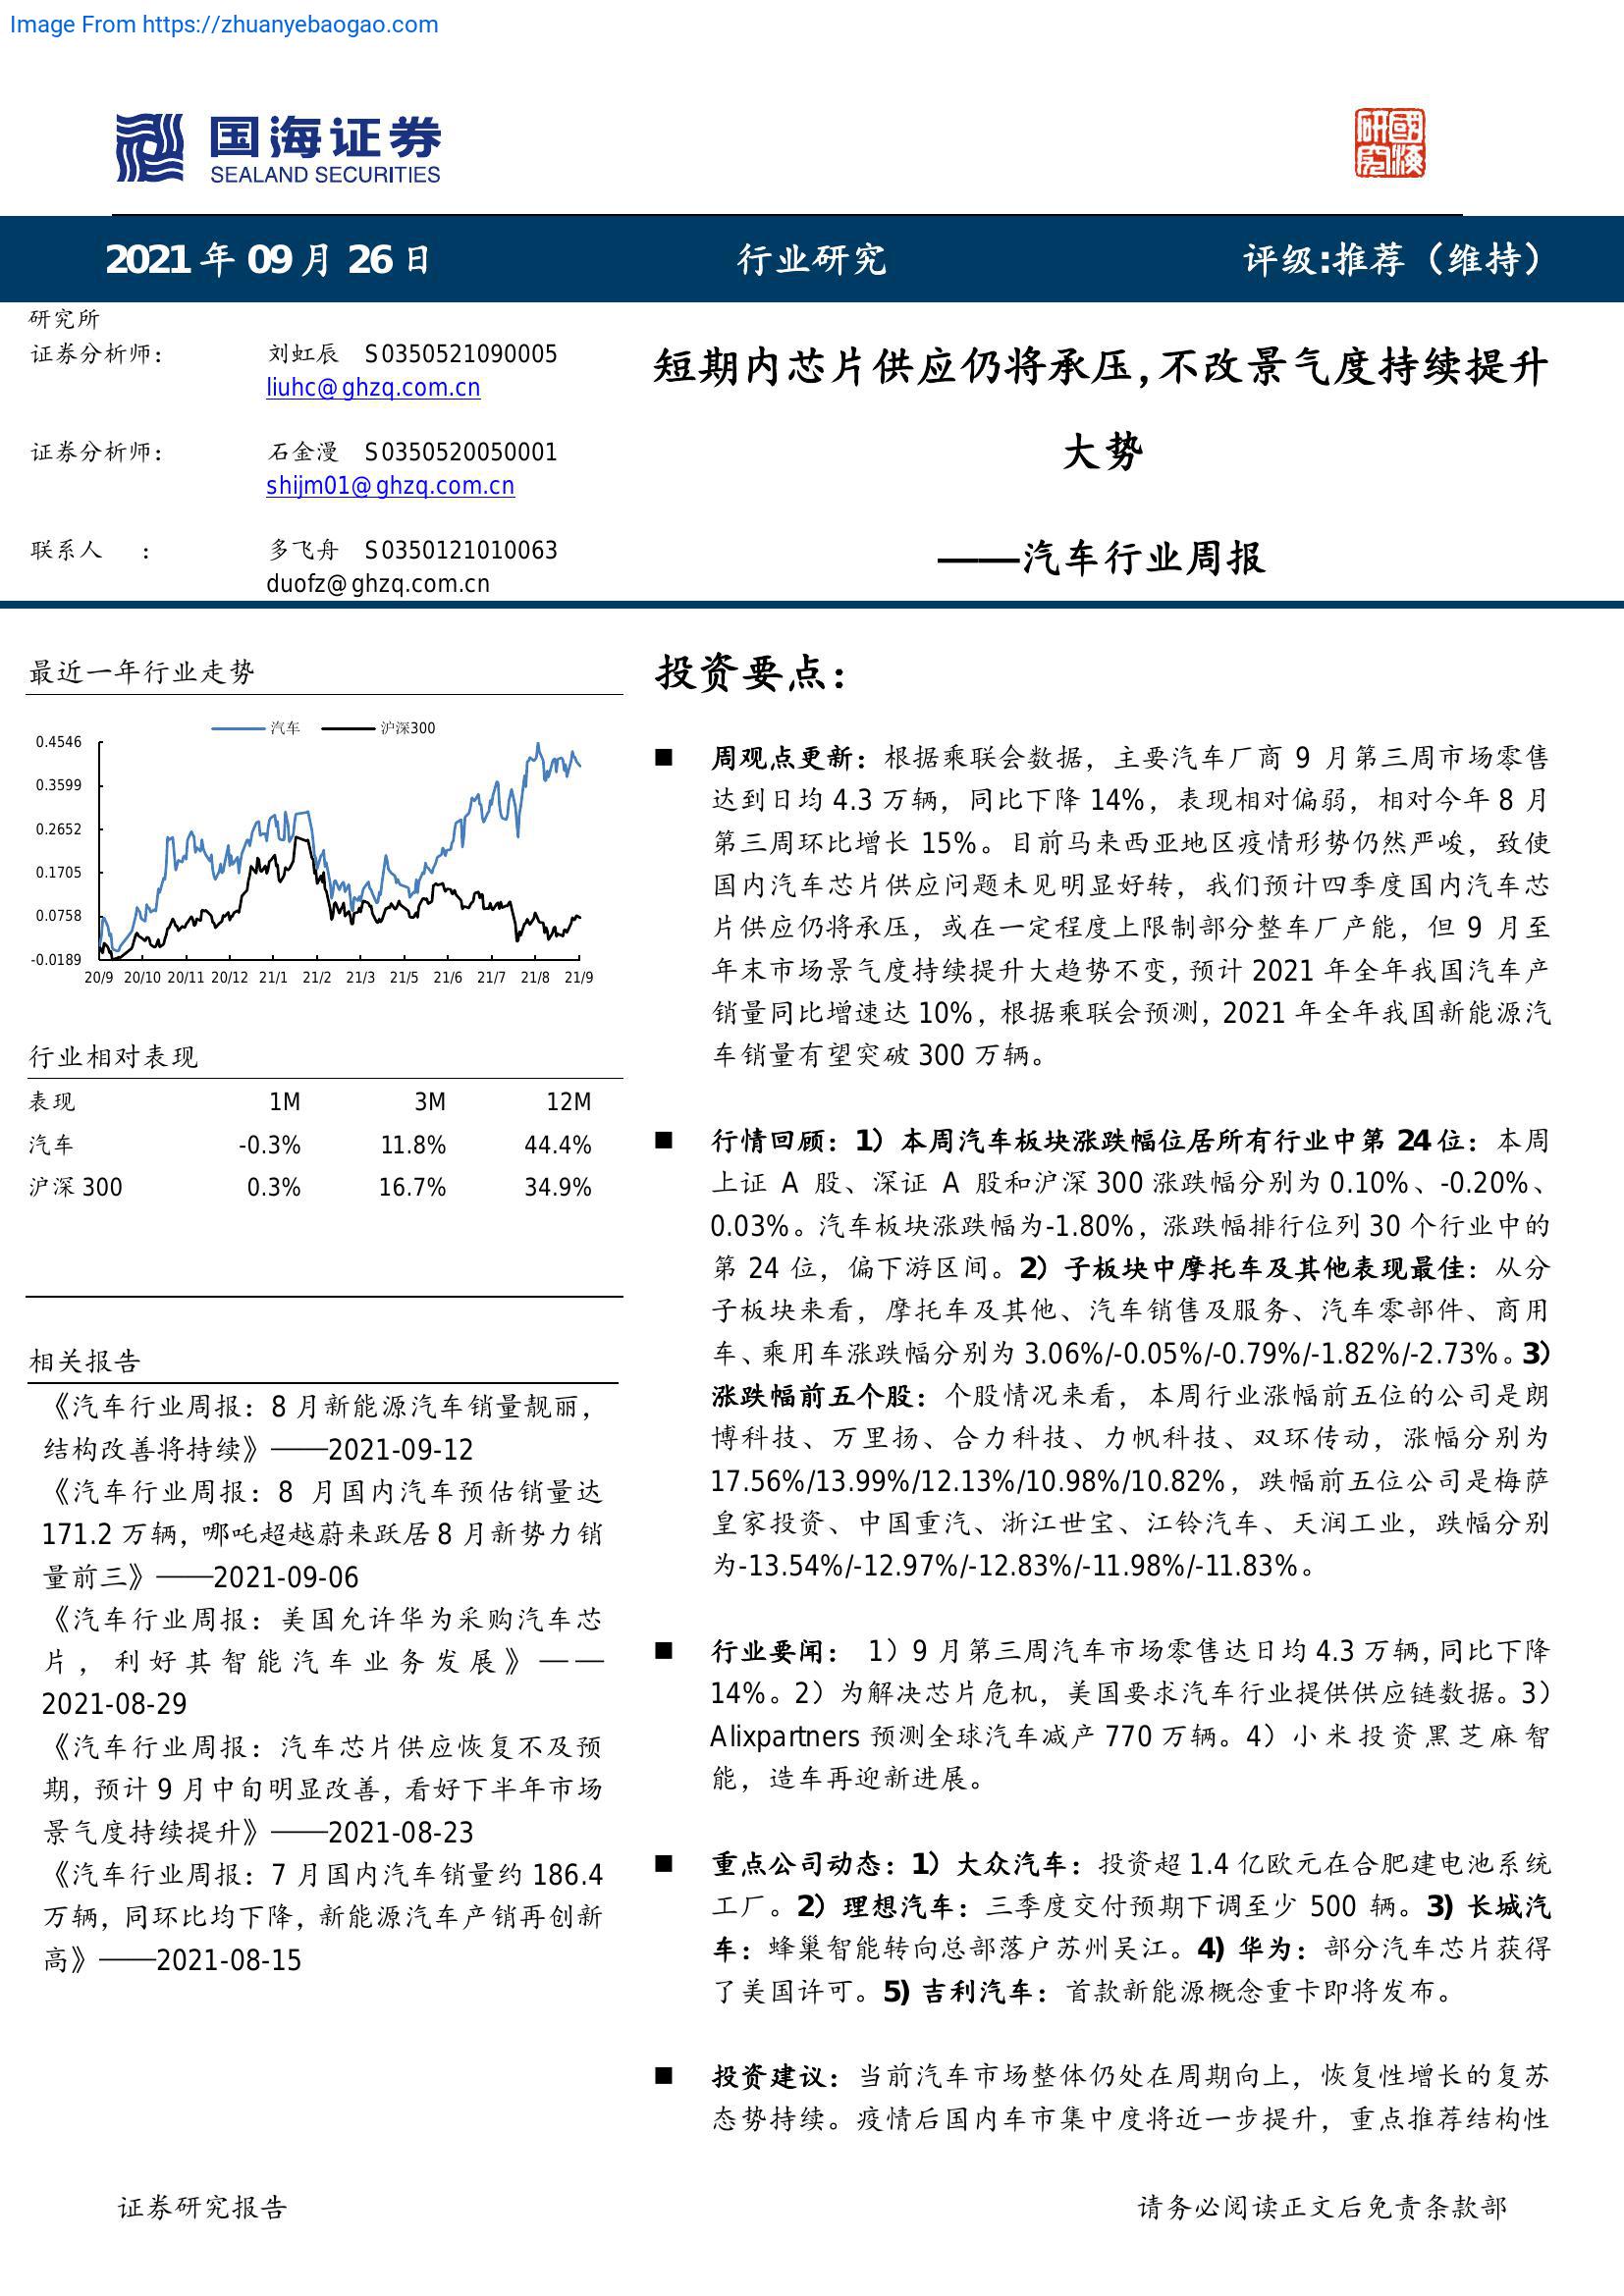 Image From https://zhuanyebaogao.com
国海证券
SEALAND SECURITIES
研究
國海
2021 年 09 月 26 日
行业研究
评级:推荐（维持）
研究所
证券分析师：
刘虹辰 S0350521090005
liuhc@ghzq.com.cn
证券分析师：
石金漫 S0350520050001
shijm01@ghzq.com.cn
联系人 ：
多飞舟 S0350121010063
duofz@ghzq.com.cn
短期内芯片供应仍将承压,不改景气度持续提升
大势
——汽车行业周报
最近一年行业走势
汽车 沪深300
0.4546
0.3599
0.2652
0.1705
0.0758
-0.0189
20/9 20/10 20/11 20/12 21/1 21/2 21/3 21/5 21/6 21/7 21/8 21/9
行业相对表现
表现 1M 3M 12M
汽车 -0.3% 11.8% 44.4%
沪深 300 0.3% 16.7% 34.9%
相关报告
《汽车行业周报：8 月新能源汽车销量靓丽，
结构改善将持续》——2021-09-12
《汽车行业周报：8 月国内汽车预估销量达
171.2 万辆, 哪吒超越蔚来跃居 8 月新势力销
量前三》——2021-09-06
《汽车行业周报：美国允许华为采购汽车芯
片，利好其智能汽车业务发展》——
2021-08-29
《汽车行业周报：汽车芯片供应恢复不及预
期, 预计 9 月中旬明显改善, 看好下半年市场
景气度持续提升》——2021-08-23
《汽车行业周报：7 月国内汽车销量约 186.4
万辆, 同环比均下降, 新能源汽车产销再创新
高》——2021-08-15
投资要点：
■ 周观点更新：根据乘联会数据，主要汽车厂商 9 月第三周市场零售
达到日均 4.3 万辆，同比下降 14%，表现相对偏弱，相对今年 8 月
第三周环比增长 15%。目前马来西亚地区疫情形势仍然严峻，致使
国内汽车芯片供应问题未见明显好转，我们预计四季度国内汽车芯
片供应仍将承压，或在一定程度上限制部分整车厂产能，但 9 月至
年末市场景气度持续提升大趋势不变, 预计 2021 年全年我国汽车产
销量同比增速达 10%, 根据乘联会预测, 2021 年全年我国新能源汽
车销量有望突破 300 万辆。
■ 行情回顾：1）本周汽车板块涨跌幅位居所有行业中第 24 位：本周
上证 A 股、深证 A 股和沪深 300 涨跌幅分别为 0.10%、-0.20%、
0.03%。汽车板块涨跌幅为-1.80%，涨跌幅排行位列 30 个行业中的
第 24 位，偏下游区间。2）子板块中摩托车及其他表现最佳：从分
子板块来看，摩托车及其他、汽车销售及服务、汽车零部件、商用
车、乘用车涨跌幅分别为 3.06%/-0.05%/-0.79%/-1.82%/-2.73%。3）
涨跌幅前五个股：个股情况来看，本周行业涨幅前五位的公司是朗
博科技、万里扬、合力科技、力帆科技、双环传动，涨幅分别为
17.56%/13.99%/12.13%/10.98%/10.82%，跌幅前五位公司是梅萨
皇家投资、中国重汽、浙江世宝、江铃汽车、天润工业，跌幅分别
为-13.54%/-12.97%/-12.83%/-11.98%/-11.83%。
■ 行业要闻： 1）9 月第三周汽车市场零售达日均 4.3 万辆, 同比下降
14%。2）为解决芯片危机，美国要求汽车行业提供供应链数据。3）
Alixpartners 预测全球汽车减产 770 万辆。4）小米投资黑芝麻智
能，造车再迎新进展。
■ 重点公司动态：1）大众汽车：投资超 1.4 亿欧元在合肥建电池系统
工厂。2）理想汽车：三季度交付预期下调至少 500 辆。3) 长城汽
车：蜂巢智能转向总部落户苏州吴江。4) 华为：部分汽车芯片获得
了美国许可。5) 吉利汽车：首款新能源概念重卡即将发布。
■ 投资建议：当前汽车市场整体仍处在周期向上，恢复性增长的复苏
态势持续。疫情后国内车市集中度将近一步提升，重点推荐结构性
证券研究报告
请务必阅读正文后免责条款部